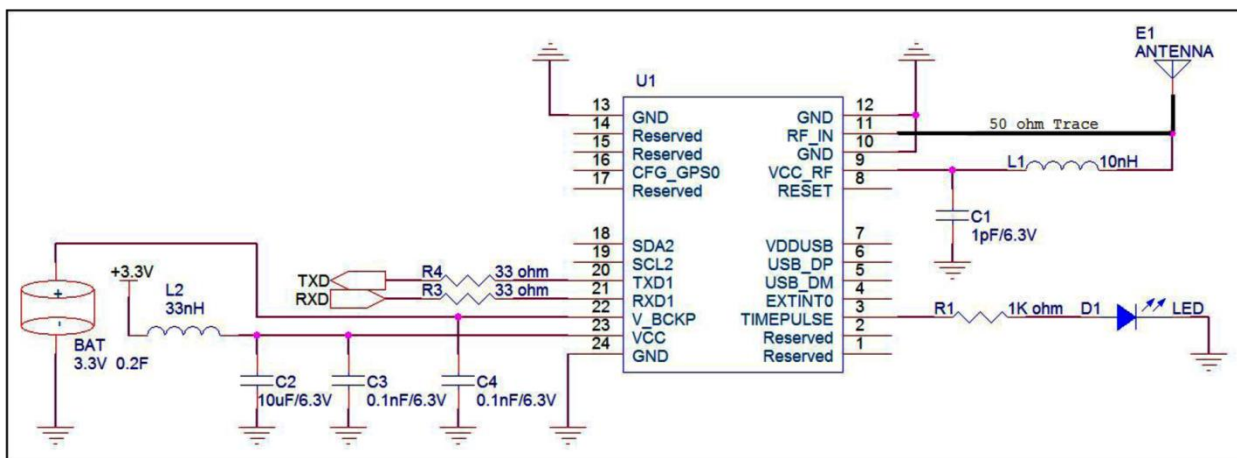 E1
ANTENNA
U1
13
GND
14
Reserved
15
Reserved
16
CFG_GPS0
17
Reserved
18
SDA2
19
SCL2
20
TXD1
21
RXD1
22
V_BCKP
23
VCC
24
GND
12
GND
11
RF_IN
10
GND
9
VCC_RF
8
RESET
7
VDDUSB
6
USB_DP
5
USB_DM
4
EXTINT0
3
TIMEPULSE
2
Reserved
1
Reserved
50 ohm Trace
L1 10nH
C1
1pF/6.3V
TXD R4 33 ohm
RXD R3 33 ohm
+3.3V
L2
33nH
+
-
BAT
3.3V 0.2F
C2
10uF/6.3V
C3
0.1nF/6.3V
C4
0.1nF/6.3V
R1 1K ohm D1 LED